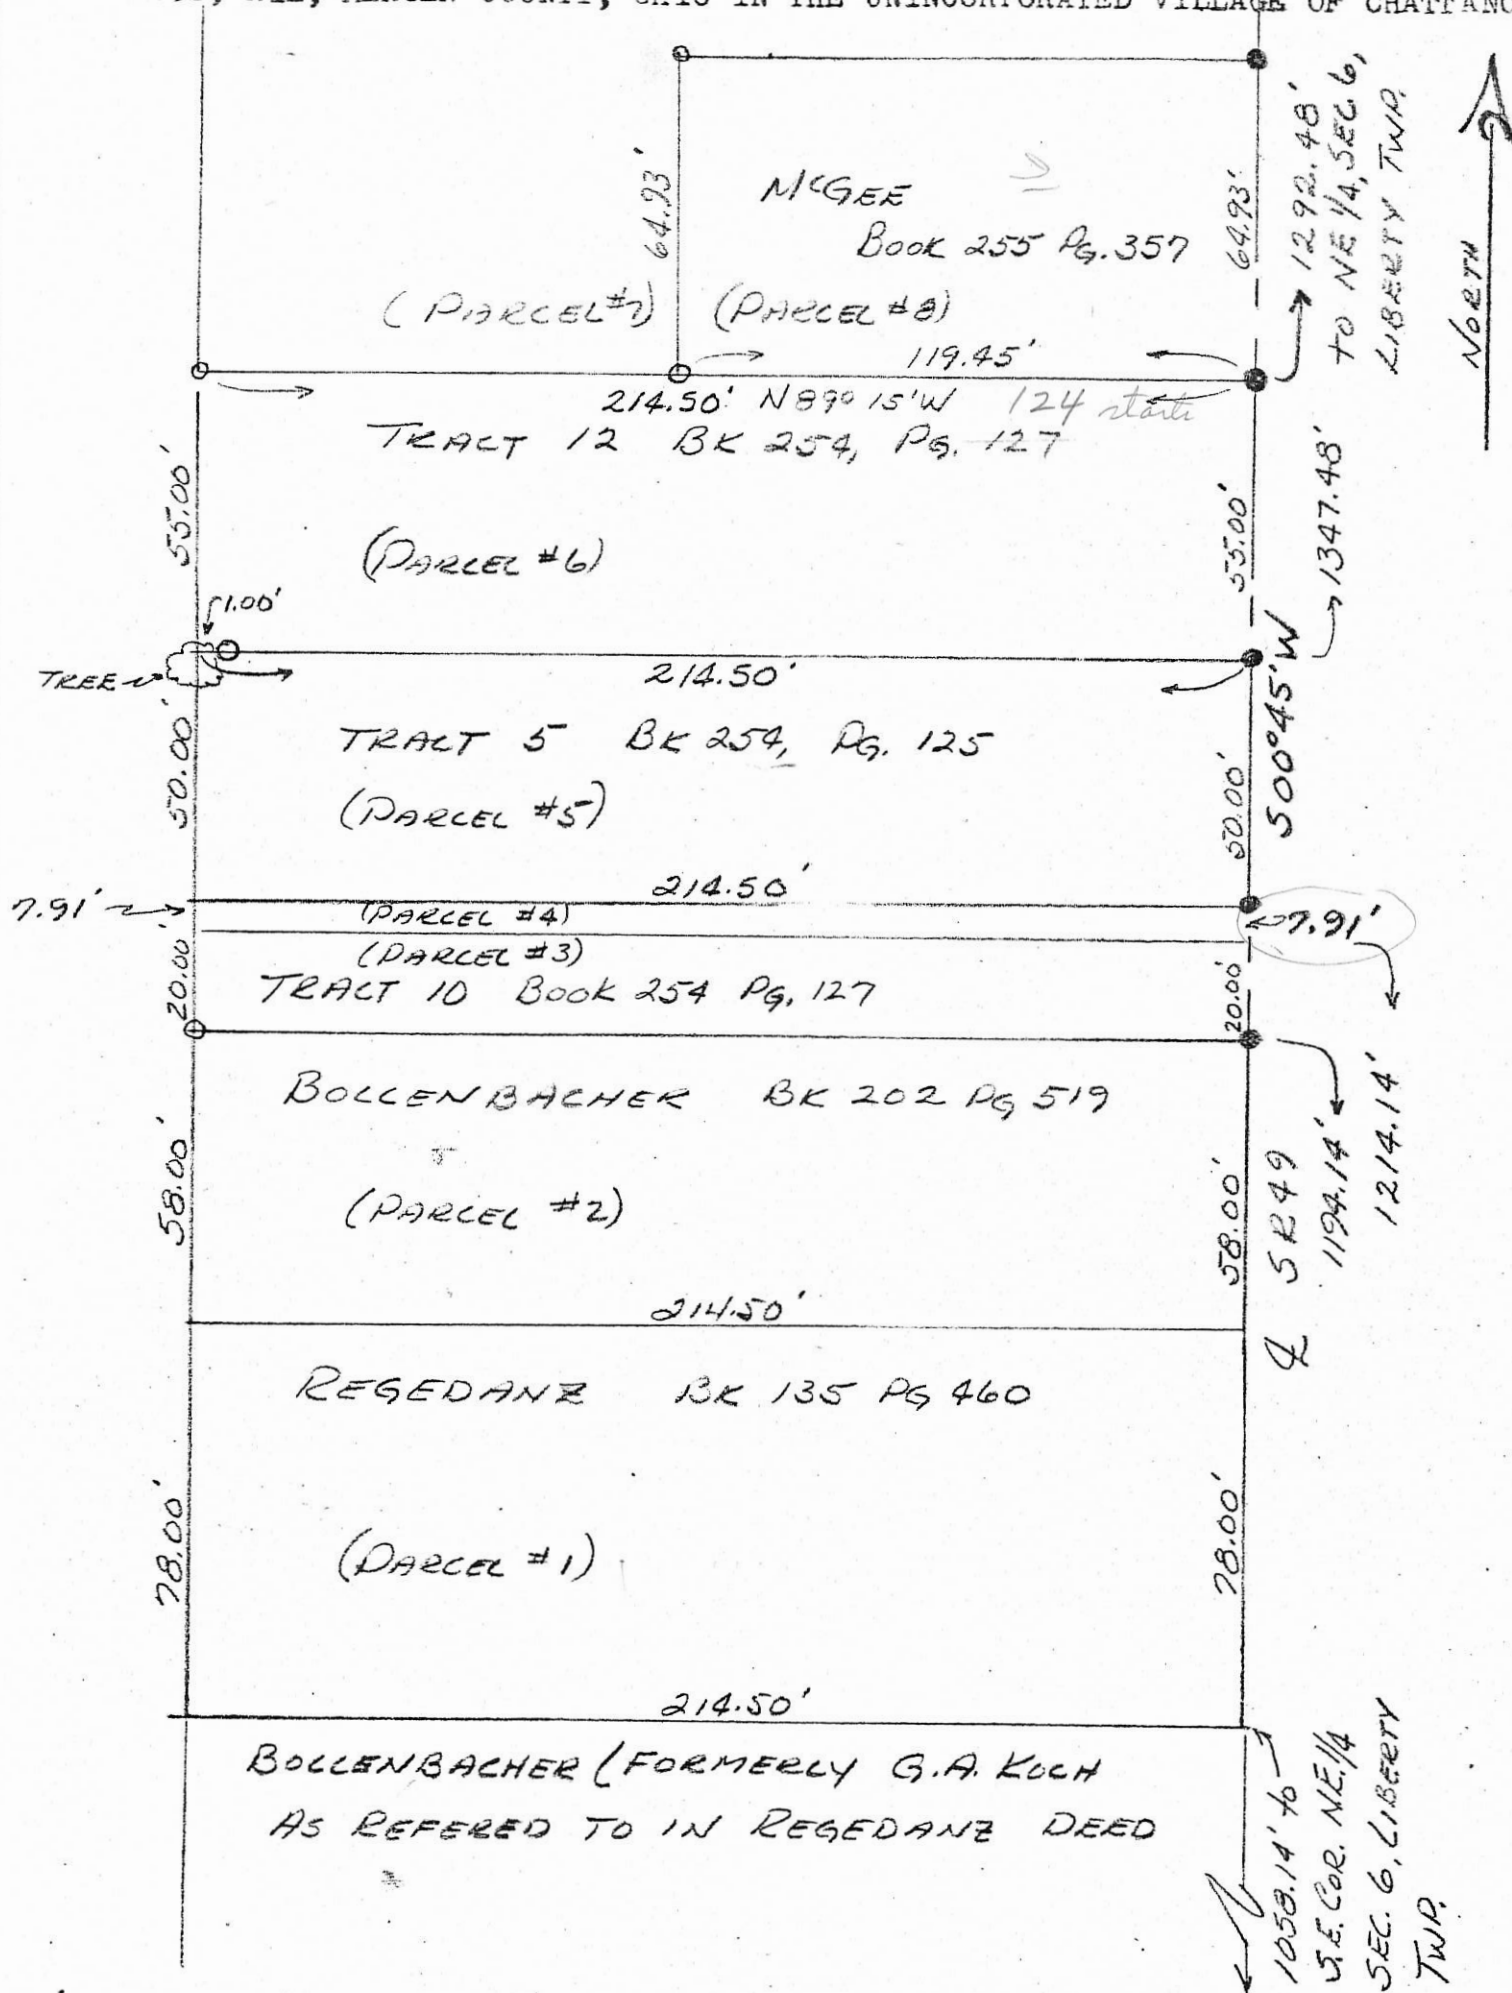 COUNTY, OHIO IN THE UNINCORPORATED VILLAGE OF
64.93'
McGEE
Book 255 Pg. 357
64.93'
1292.48'
to NE 1/4, SEC 6,
LIBERTY TWP.
NORTH
(PARCEL #7)
(PARCEL #8)
119.45'
214.50' N 89° 15' W
124 starts
TRACT 12 BK 254, Pg. 127
55.00'
(PARCEL #6)
55.00'
1347.48'
1.00'
TREE
214.50'
S00°45'W
TRACT 5 BK 254, PG. 125
50.00'
(PARCEL #5)
50.00'
214.50'
7.91'
(PARCEL #4)
7.91'
(PARCEL #3)
20.00'
TRACT 10 BOOK 254 PG. 127
20.00'
BOLLENBACHER BK 202 PG 519
58.00'
(PARCEL #2)
58.00'
℄ SR49
1194.14'
1214.14'
214.50'
REGEDANZ BK 135 PG 460
78.00'
(PARCEL #1)
78.00'
214.50'
BOLLENBACHER (FORMERLY G.A. KOCH
AS REFERED TO IN REGEDANZ DEED
1058.14' to
S.E. COR. NE. 1/4
SEC. 6, LIBERTY
TWP.